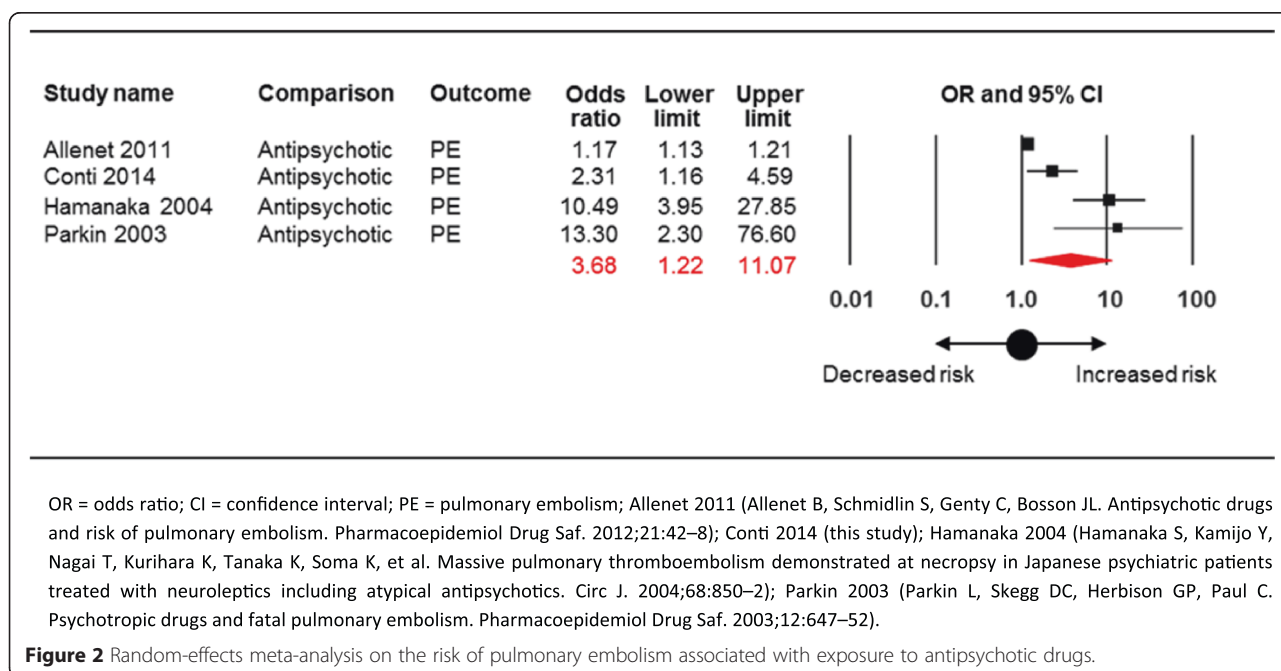 Study name Comparison Outcome Odds ratio Lower limit Upper limit OR and 95% CI
Allenet 2011 Antipsychotic PE 1.17 1.13 1.21
Conti 2014 Antipsychotic PE 2.31 1.16 4.59
Hamanaka 2004 Antipsychotic PE 10.49 3.95 27.85
Parkin 2003 Antipsychotic PE 13.30 2.30 76.60
3.68 1.22 11.07
0.01 0.1 1.0 10 100
Decreased risk Increased risk
OR = odds ratio; CI = confidence interval; PE = pulmonary embolism; Allenet 2011 (Allenet B, Schmidlin S, Genty C, Bosson JL. Antipsychotic drugs
and risk of pulmonary embolism. Pharmacoepidemiol Drug Saf. 2012;21:42–8); Conti 2014 (this study); Hamanaka 2004 (Hamanaka S, Kamijo Y,
Nagai T, Kurihara K, Tanaka K, Soma K, et al. Massive pulmonary thromboembolism demonstrated at necropsy in Japanese psychiatric patients
treated with neuroleptics including atypical antipsychotics. Circ J. 2004;68:850–2); Parkin 2003 (Parkin L, Skegg DC, Herbison GP, Paul C.
Psychotropic drugs and fatal pulmonary embolism. Pharmacoepidemiol Drug Saf. 2003;12:647–52).
Figure 2 Random-effects meta-analysis on the risk of pulmonary embolism associated with exposure to antipsychotic drugs.